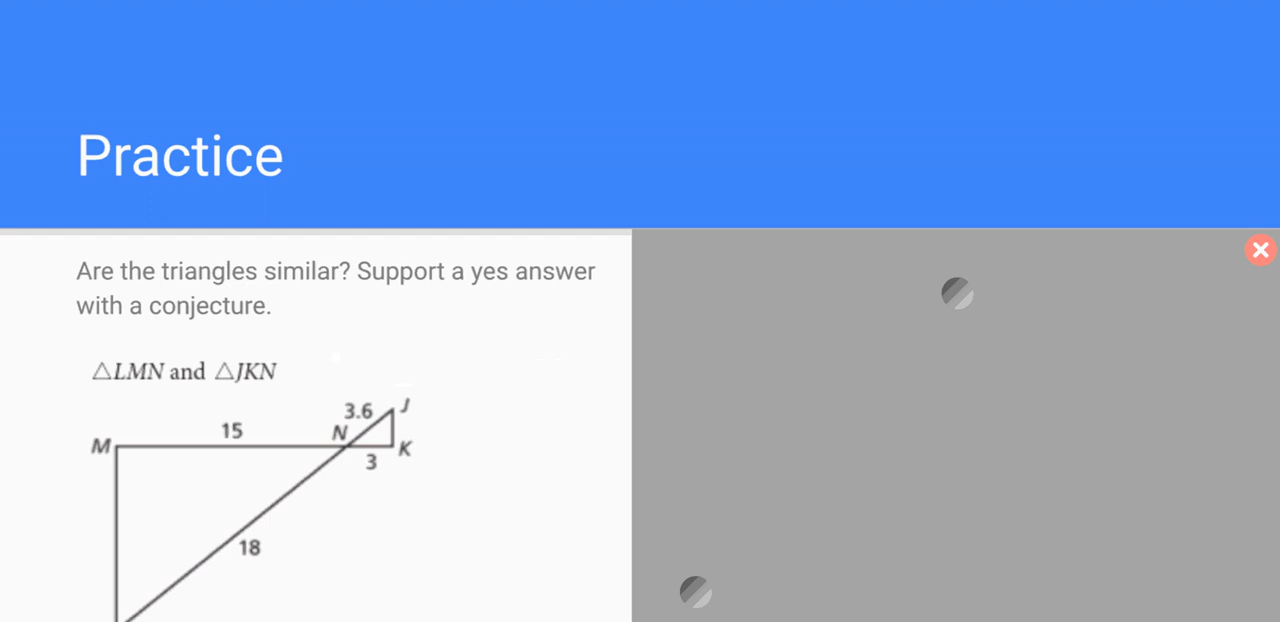 Practice
Are the triangles similar? Support a yes answer
with a conjecture.
△LMN and △JKN
3.6 J
15 N
M K
3
18